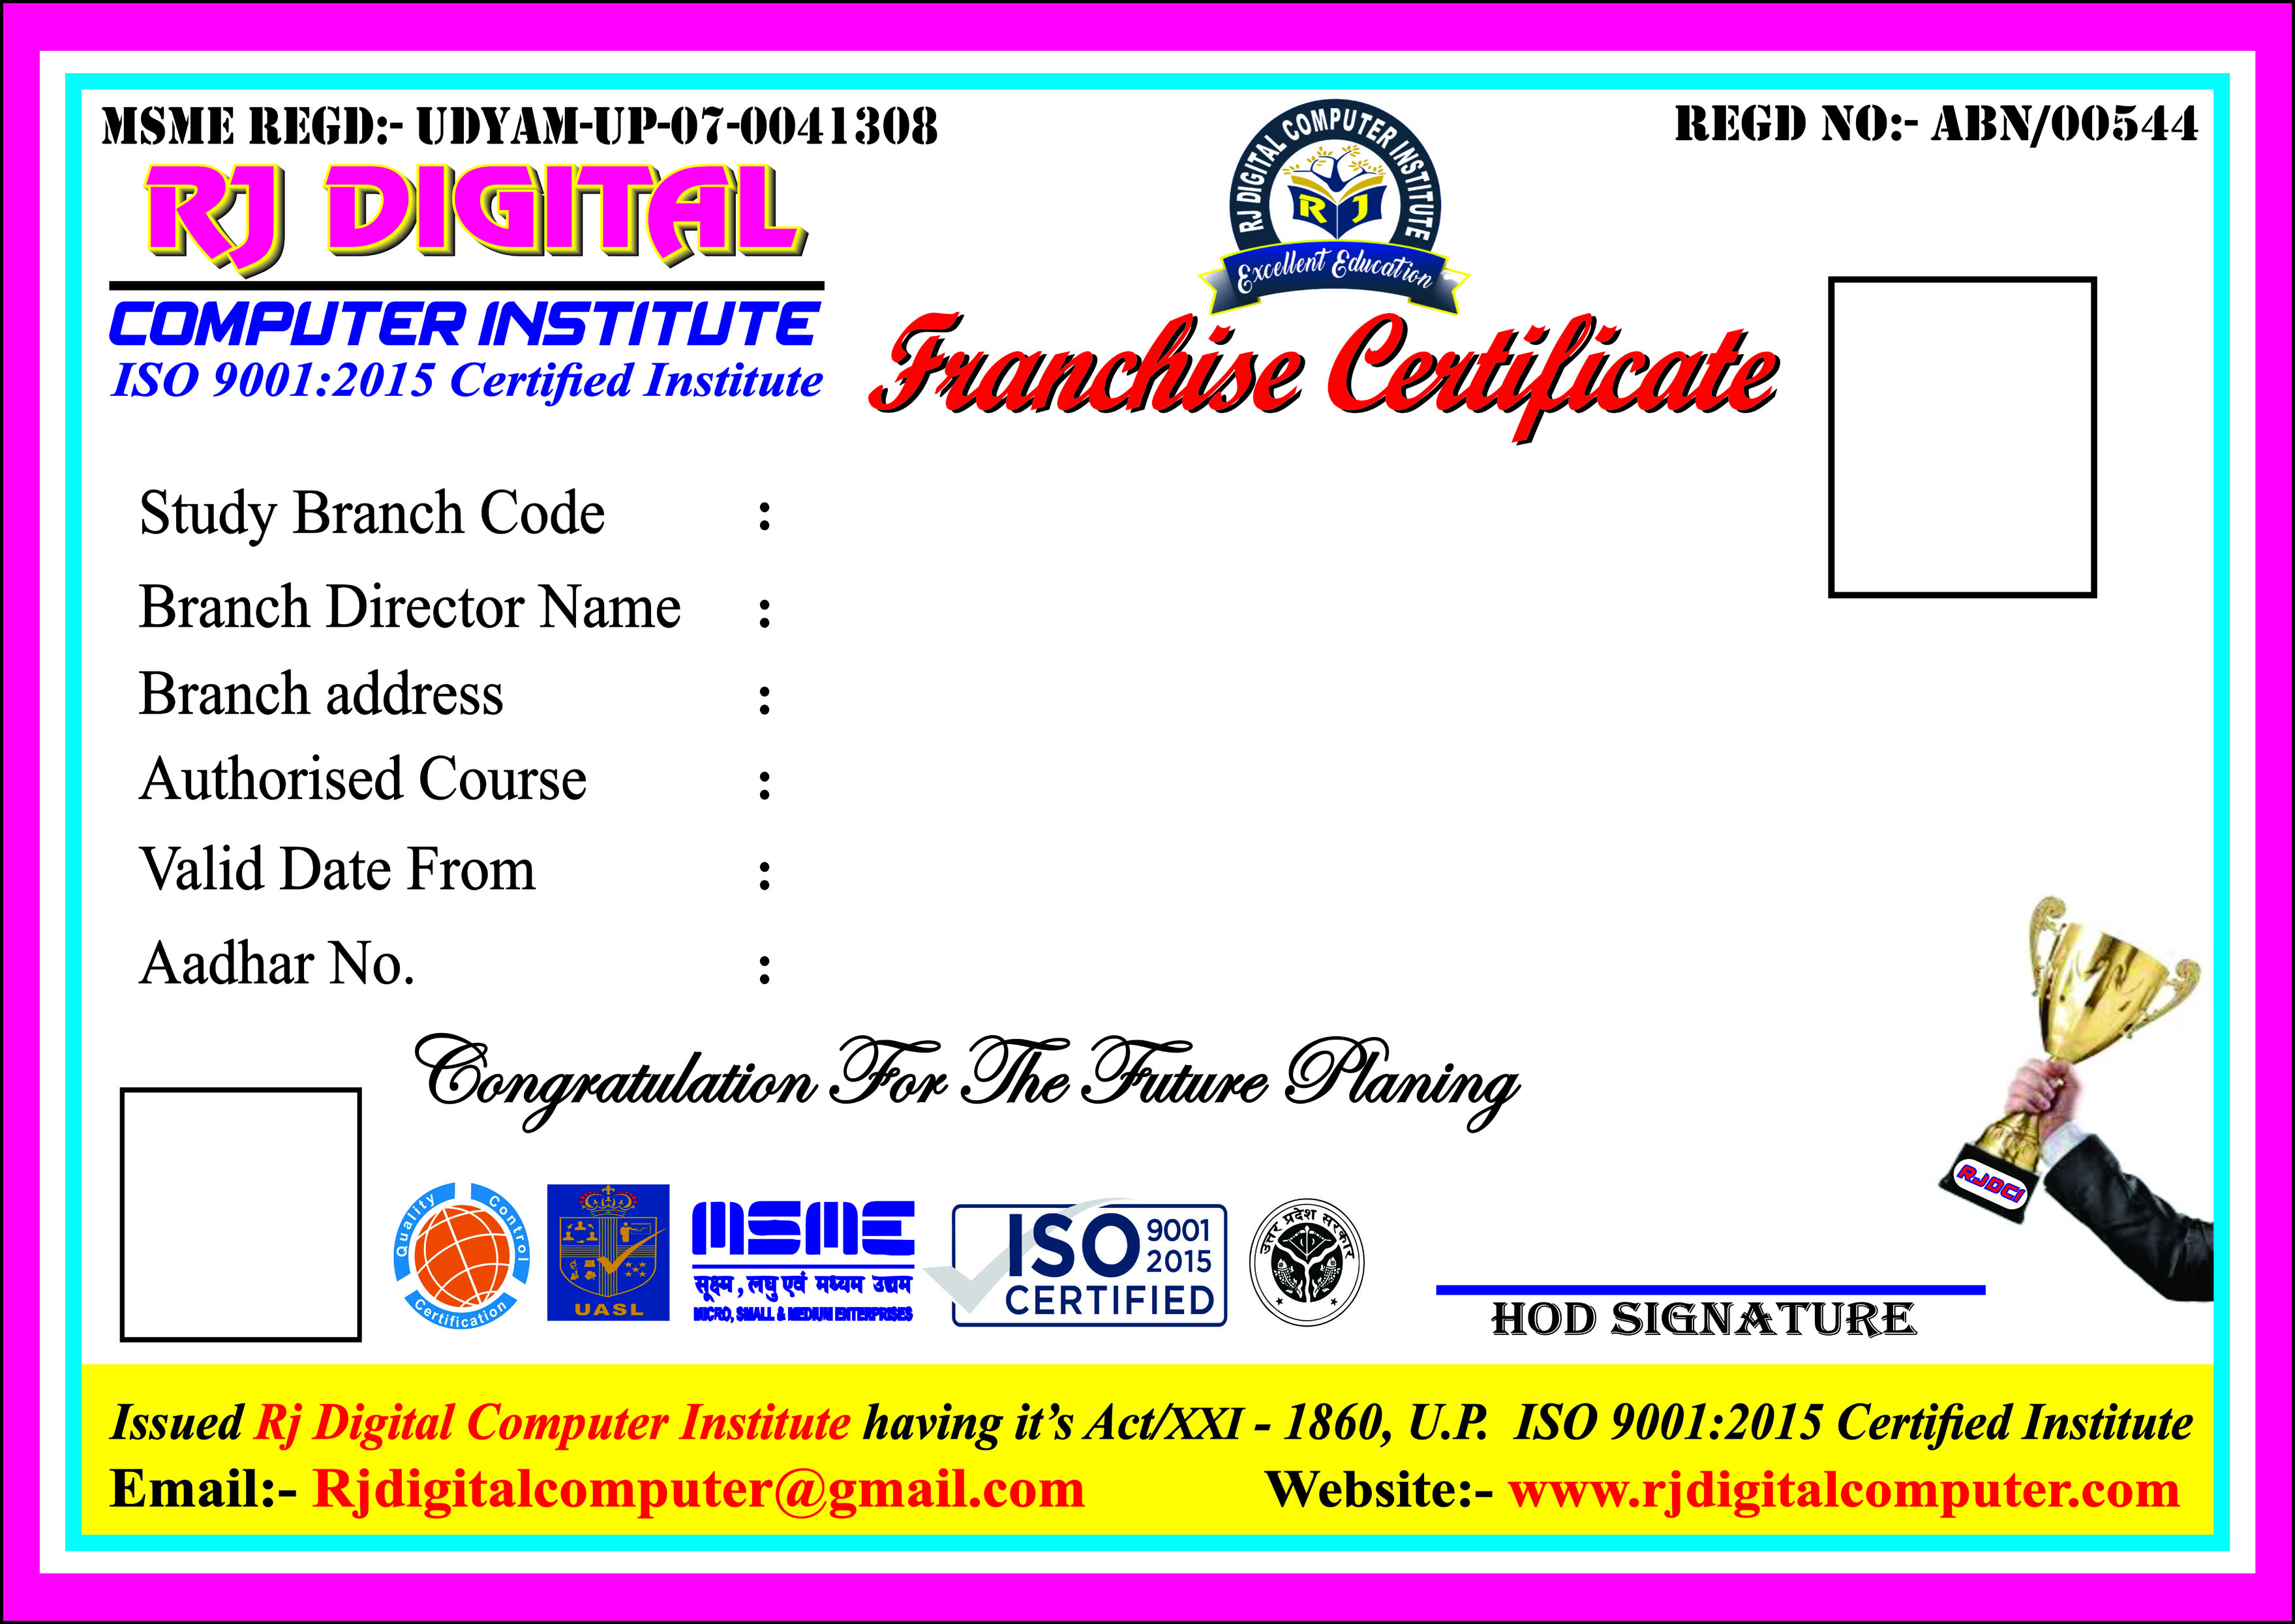 MSME REGD:- UDYAM-UP-07-0041308
REGD NO:- ABN/00544
RJ DIGITAL
COMPUTER INSTITUTE
ISO 9001:2015 Certified Institute
RJ DIGITAL COMPUTER INSTITUTE
R J
Excellent Education
Franchise Certificate
Study Branch Code :
Branch Director Name :
Branch address :
Authorised Course :
Valid Date From :
Aadhar No. :
Congratulation For The Future Planing
Quality Control Certification
UASL
MSME
सूक्ष्म, लघु एवं मध्यम उद्यम
MICRO, SMALL & MEDIUM ENTERPRISES
ISO 9001 2015
CERTIFIED
उत्तर प्रदेश सरकार
RJDCI
HOD SIGNATURE
Issued Rj Digital Computer Institute having it's Act/XXI - 1860, U.P. ISO 9001:2015 Certified Institute
Email:- Rjdigitalcomputer@gmail.com
Website:- www.rjdigitalcomputer.com